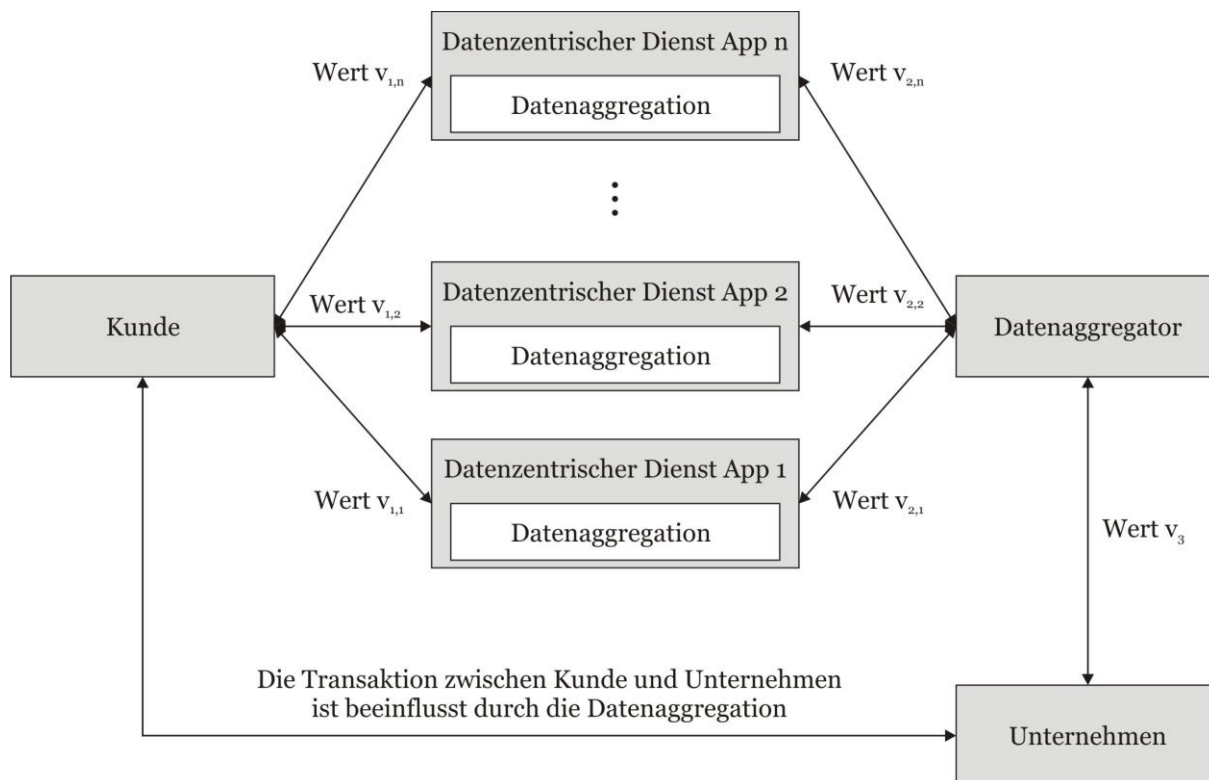 Datenzentrischer Dienst App n
Wert v1,n
Wert v2,n
Datenaggregation
⋮
Datenzentrischer Dienst App 2
Wert v1,2
Wert v2,2
Kunde
Datenaggregation
Datenaggregator
Datenzentrischer Dienst App 1
Wert v1,1
Wert v2,1
Datenaggregation
Wert v3
Die Transaktion zwischen Kunde und Unternehmen
ist beeinflusst durch die Datenaggregation
Unternehmen